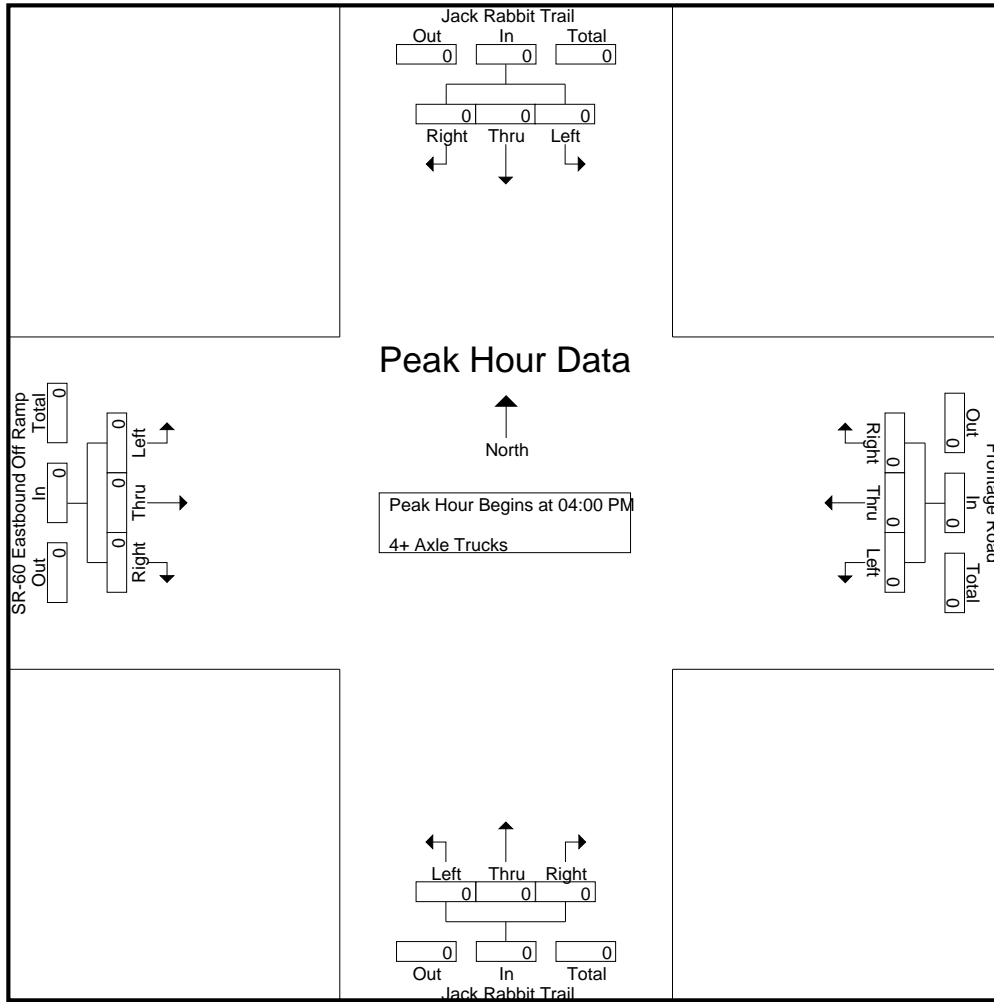 Jack Rabbit Trail
Out In Total
0 0 0
0 0 0
Right Thru Left
Peak Hour Data
North
Peak Hour Begins at 04:00 PM
4+ Axle Trucks
SR-60 Eastbound Off Ramp
Out In Total
0 0 0
Right Thru Left
0 0 0
Frontage Road
Out In Total
0 0 0
Right Thru Left
0 0 0
Left Thru Right
0 0 0
0 0 0
Out In Total
Jack Rabbit Trail